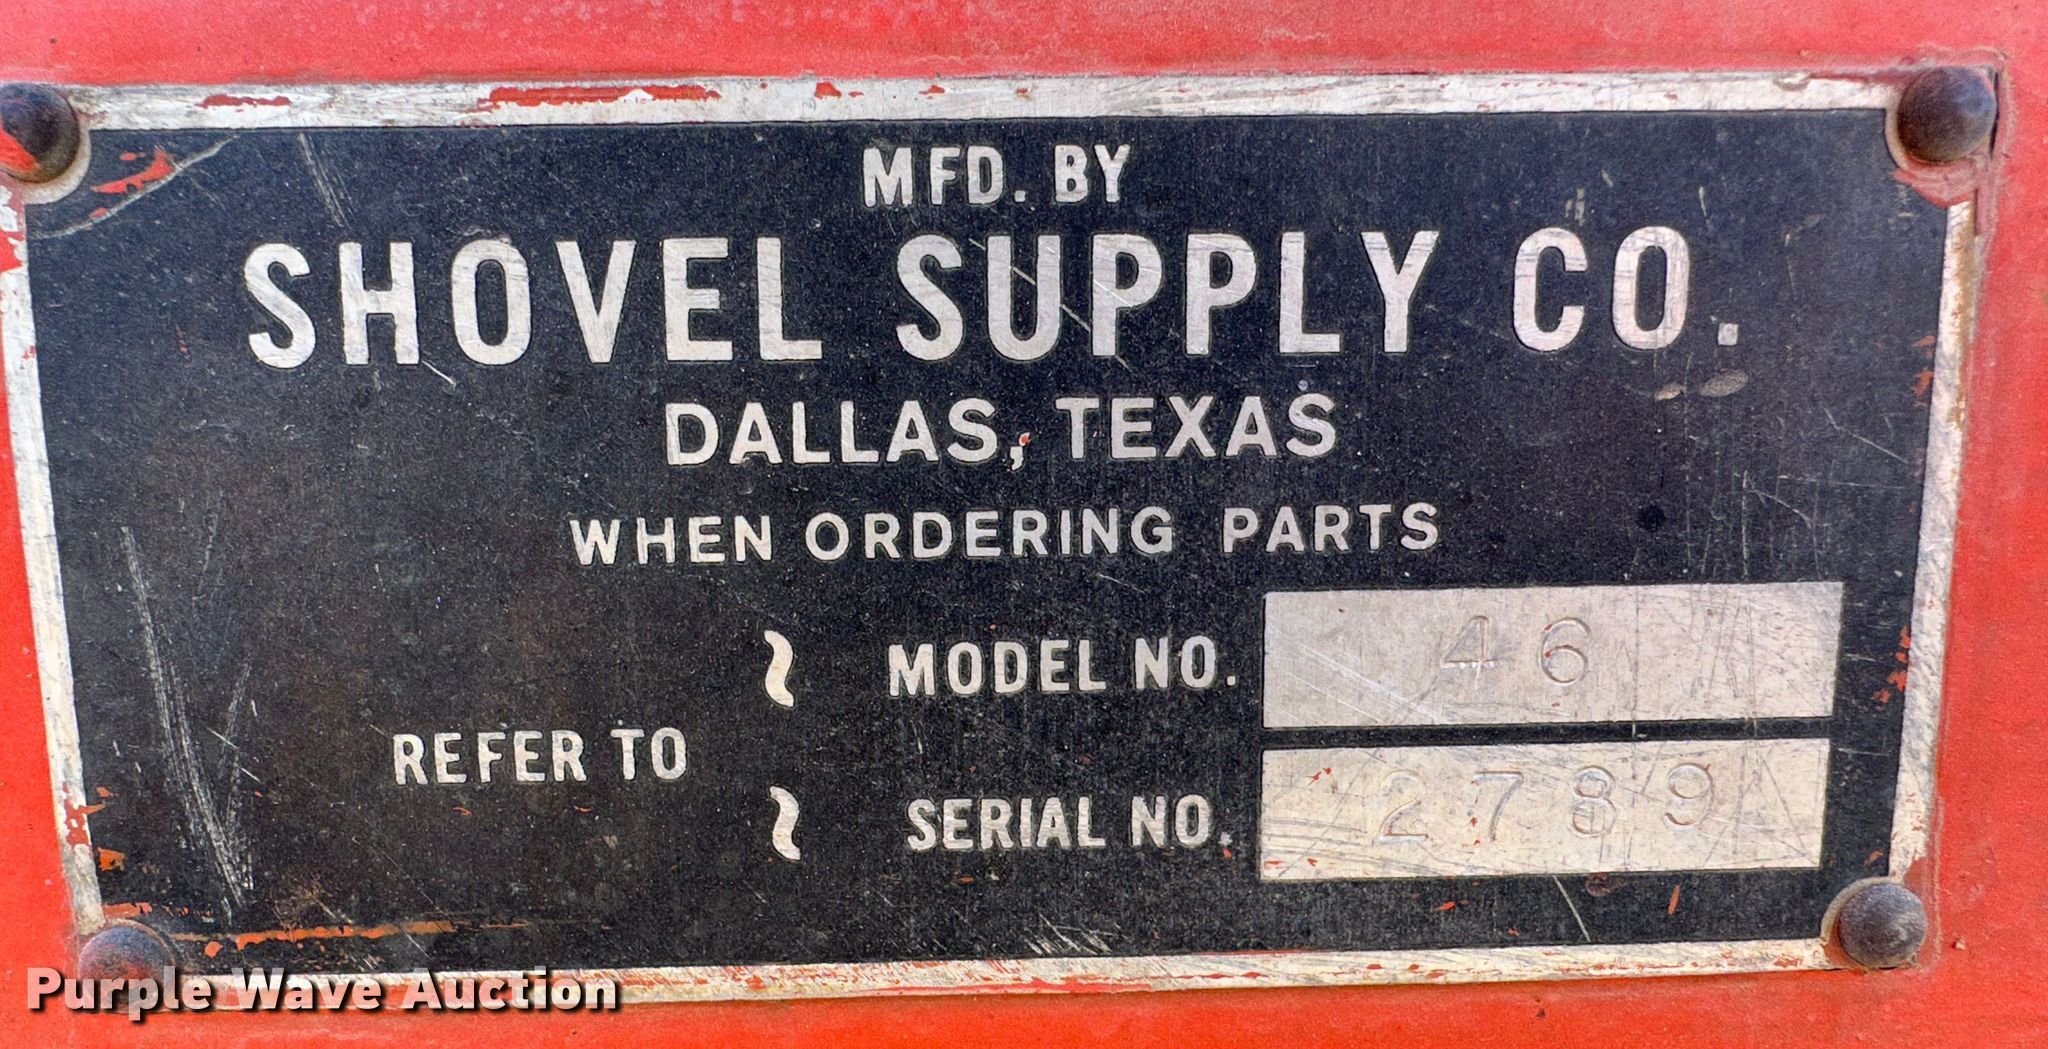 MFD. BY
SHOVEL SUPPLY CO.
DALLAS, TEXAS
WHEN ORDERING PARTS
REFER TO
MODEL NO. 46
SERIAL NO. 2789
Purple Wave Auction